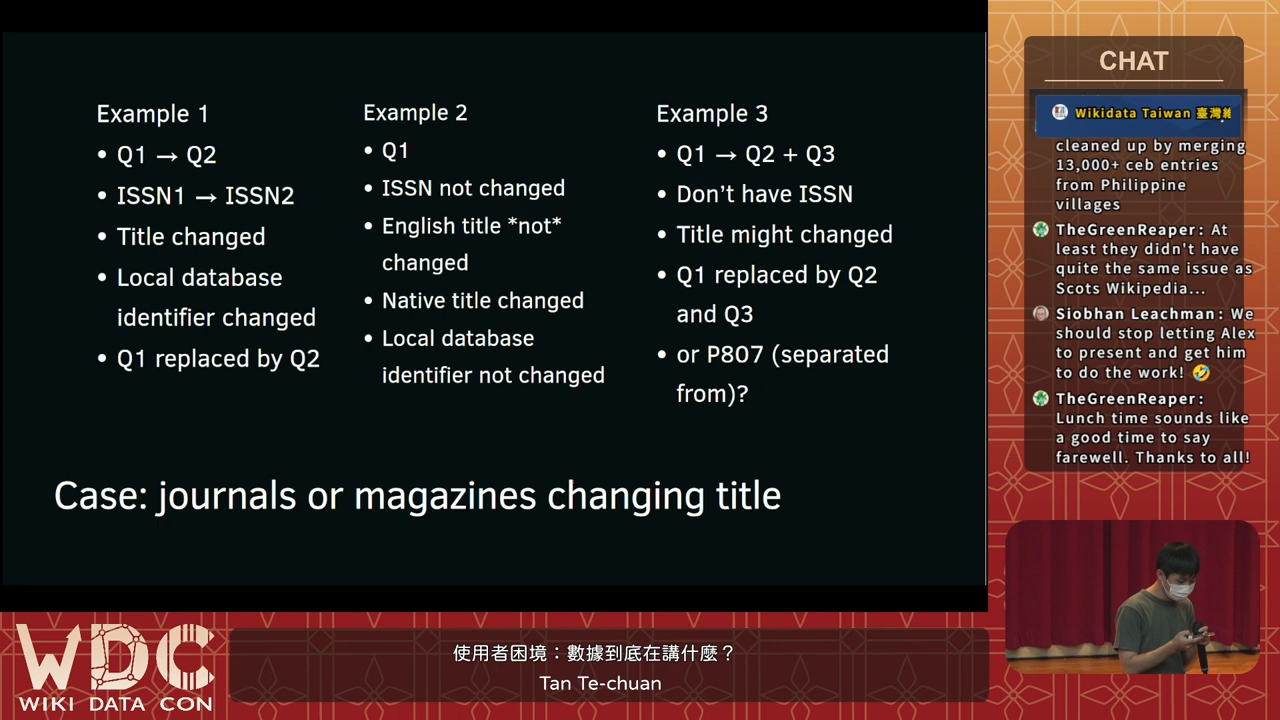 Example 1
• Q1 → Q2
• ISSN1 → ISSN2
• Title changed
• Local database
identifier changed
• Q1 replaced by Q2
Example 2
• Q1
• ISSN not changed
• English title *not*
changed
• Native title changed
• Local database
identifier not changed
Example 3
• Q1 → Q2 + Q3
• Don’t have ISSN
• Title might changed
• Q1 replaced by Q2
and Q3
• or P807 (separated
from)?
Case: journals or magazines changing title
CHAT
Wikidata Taiwan 臺灣維
cleaned up by merging
13,000+ ceb entries
from Philippine
villages
TheGreenReaper: At
least they didn't have
quite the same issue as
Scots Wikipedia...
Siobhan Leachman: We
should stop letting Alex
to present and get him
to do the work! 🤣
TheGreenReaper:
Lunch time sounds like
a good time to say
farewell. Thanks to all!
WDC
WIKI DATA CON
使用者困境：數據到底在講什麼？
Tan Te-chuan